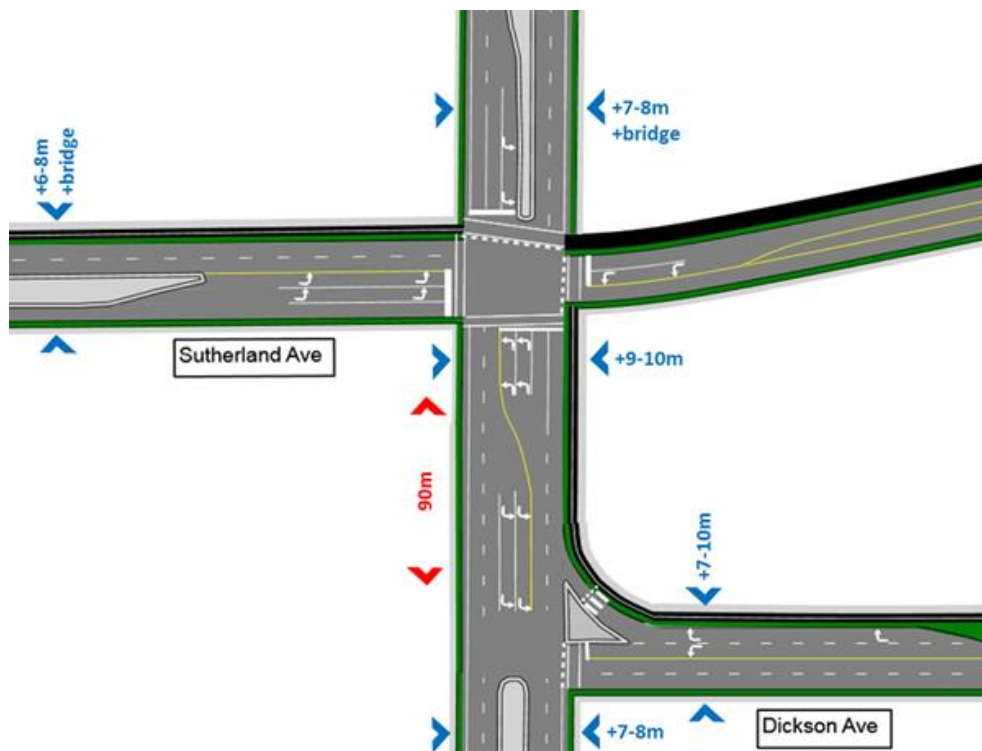 +6-8m
+bridge
+7-8m
+bridge
Sutherland Ave
+9-10m
90m
+7-10m
+7-8m
Dickson Ave